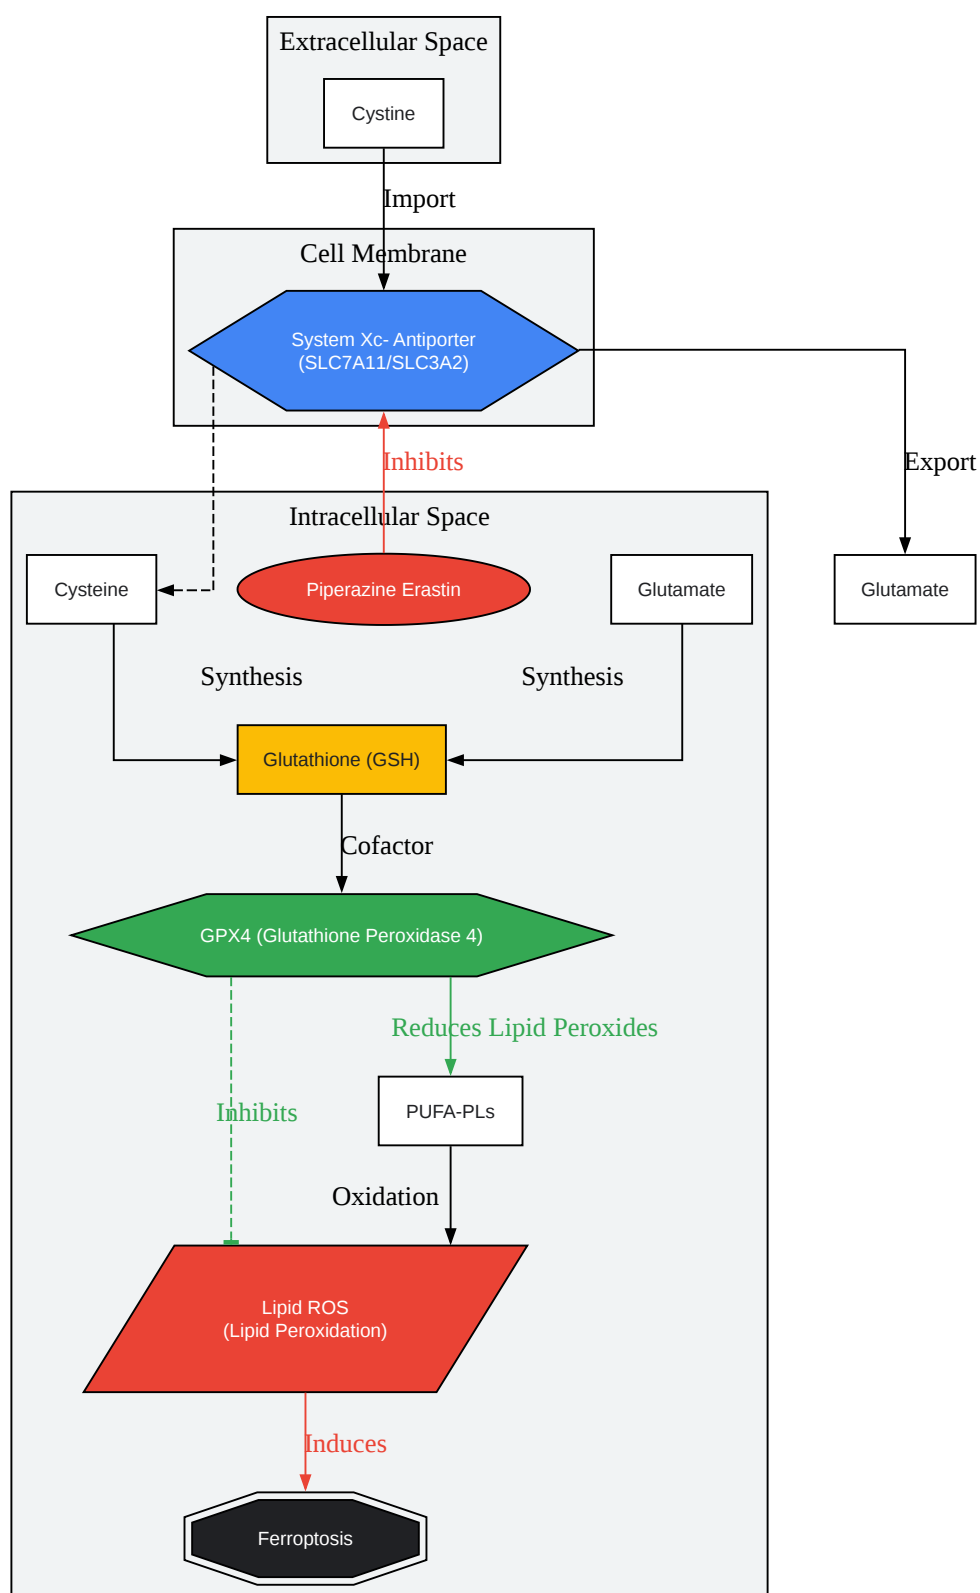 Extracellular Space
Cystine
Import
Cell Membrane
System Xc- Antiporter
(SLC7A11/SLC3A2)
Inhibits
Export
Intracellular Space
Cysteine
Piperazine Erastin
Glutamate
Glutamate
Synthesis
Synthesis
Glutathione (GSH)
Cofactor
GPX4 (Glutathione Peroxidase 4)
Reduces Lipid Peroxides
Inhibits
PUFA-PLs
Oxidation
Lipid ROS
(Lipid Peroxidation)
Induces
Ferroptosis